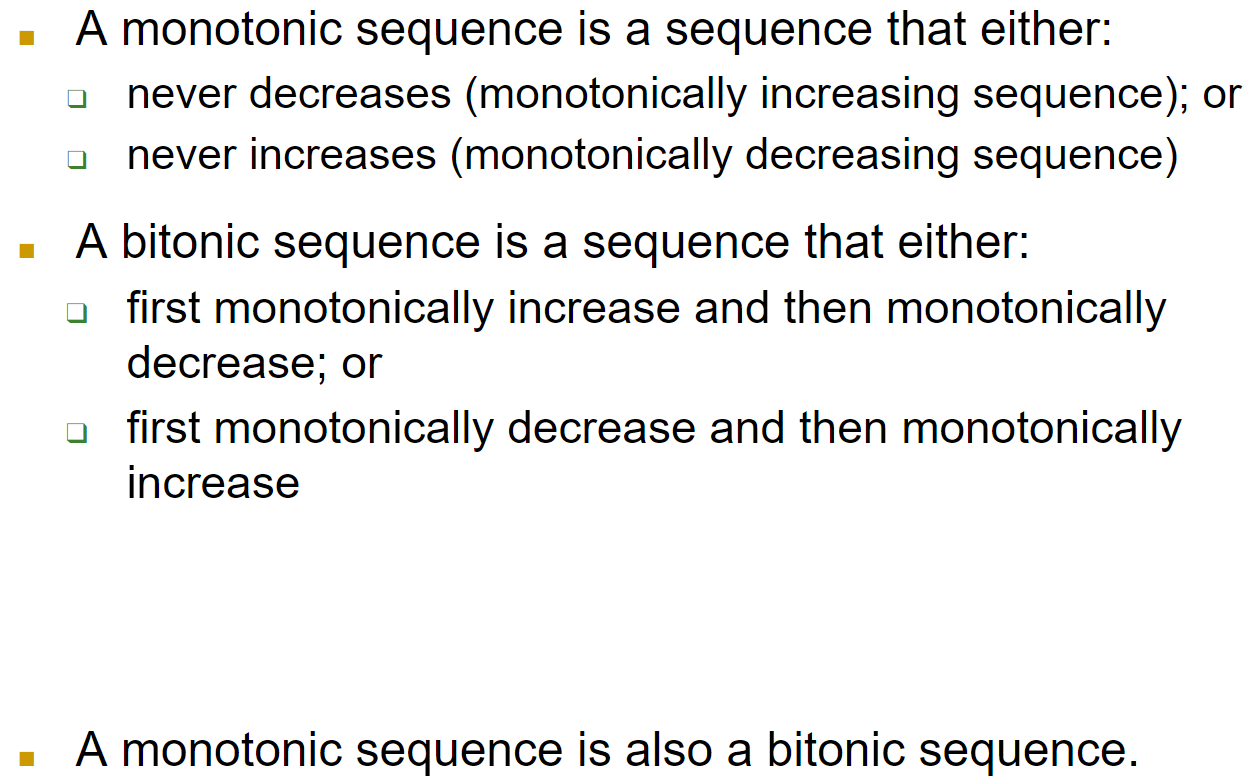 A monotonic sequence is a sequence that either:
never decreases (monotonically increasing sequence); or
never increases (monotonically decreasing sequence)
A bitonic sequence is a sequence that either:
first monotonically increase and then monotonically
decrease; or
first monotonically decrease and then monotonically
increase
A monotonic sequence is also a bitonic sequence.